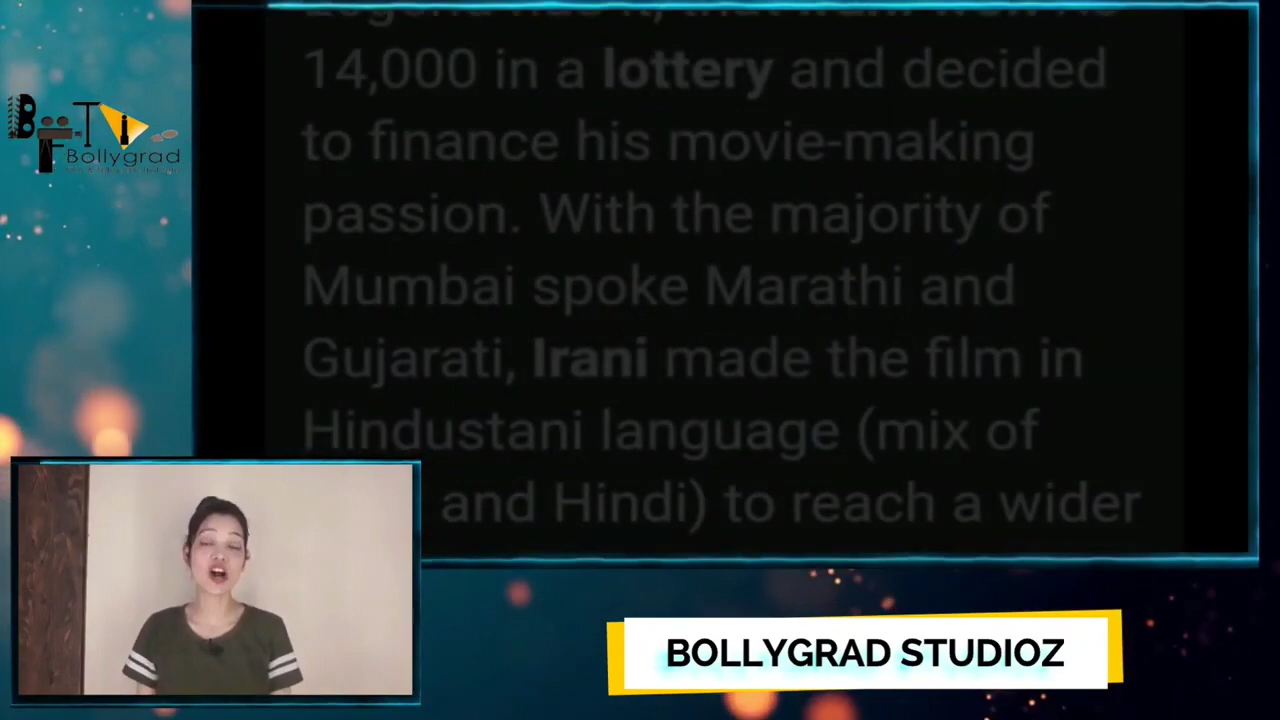 14,000 in a lottery and decided
to finance his movie-making
passion. With the majority of
Mumbai spoke Marathi and
Gujarati, Irani made the film in
Hindustani language (mix of
and Hindi) to reach a wider
BFTi
Bollygrad
BOLLYGRAD STUDIOZ